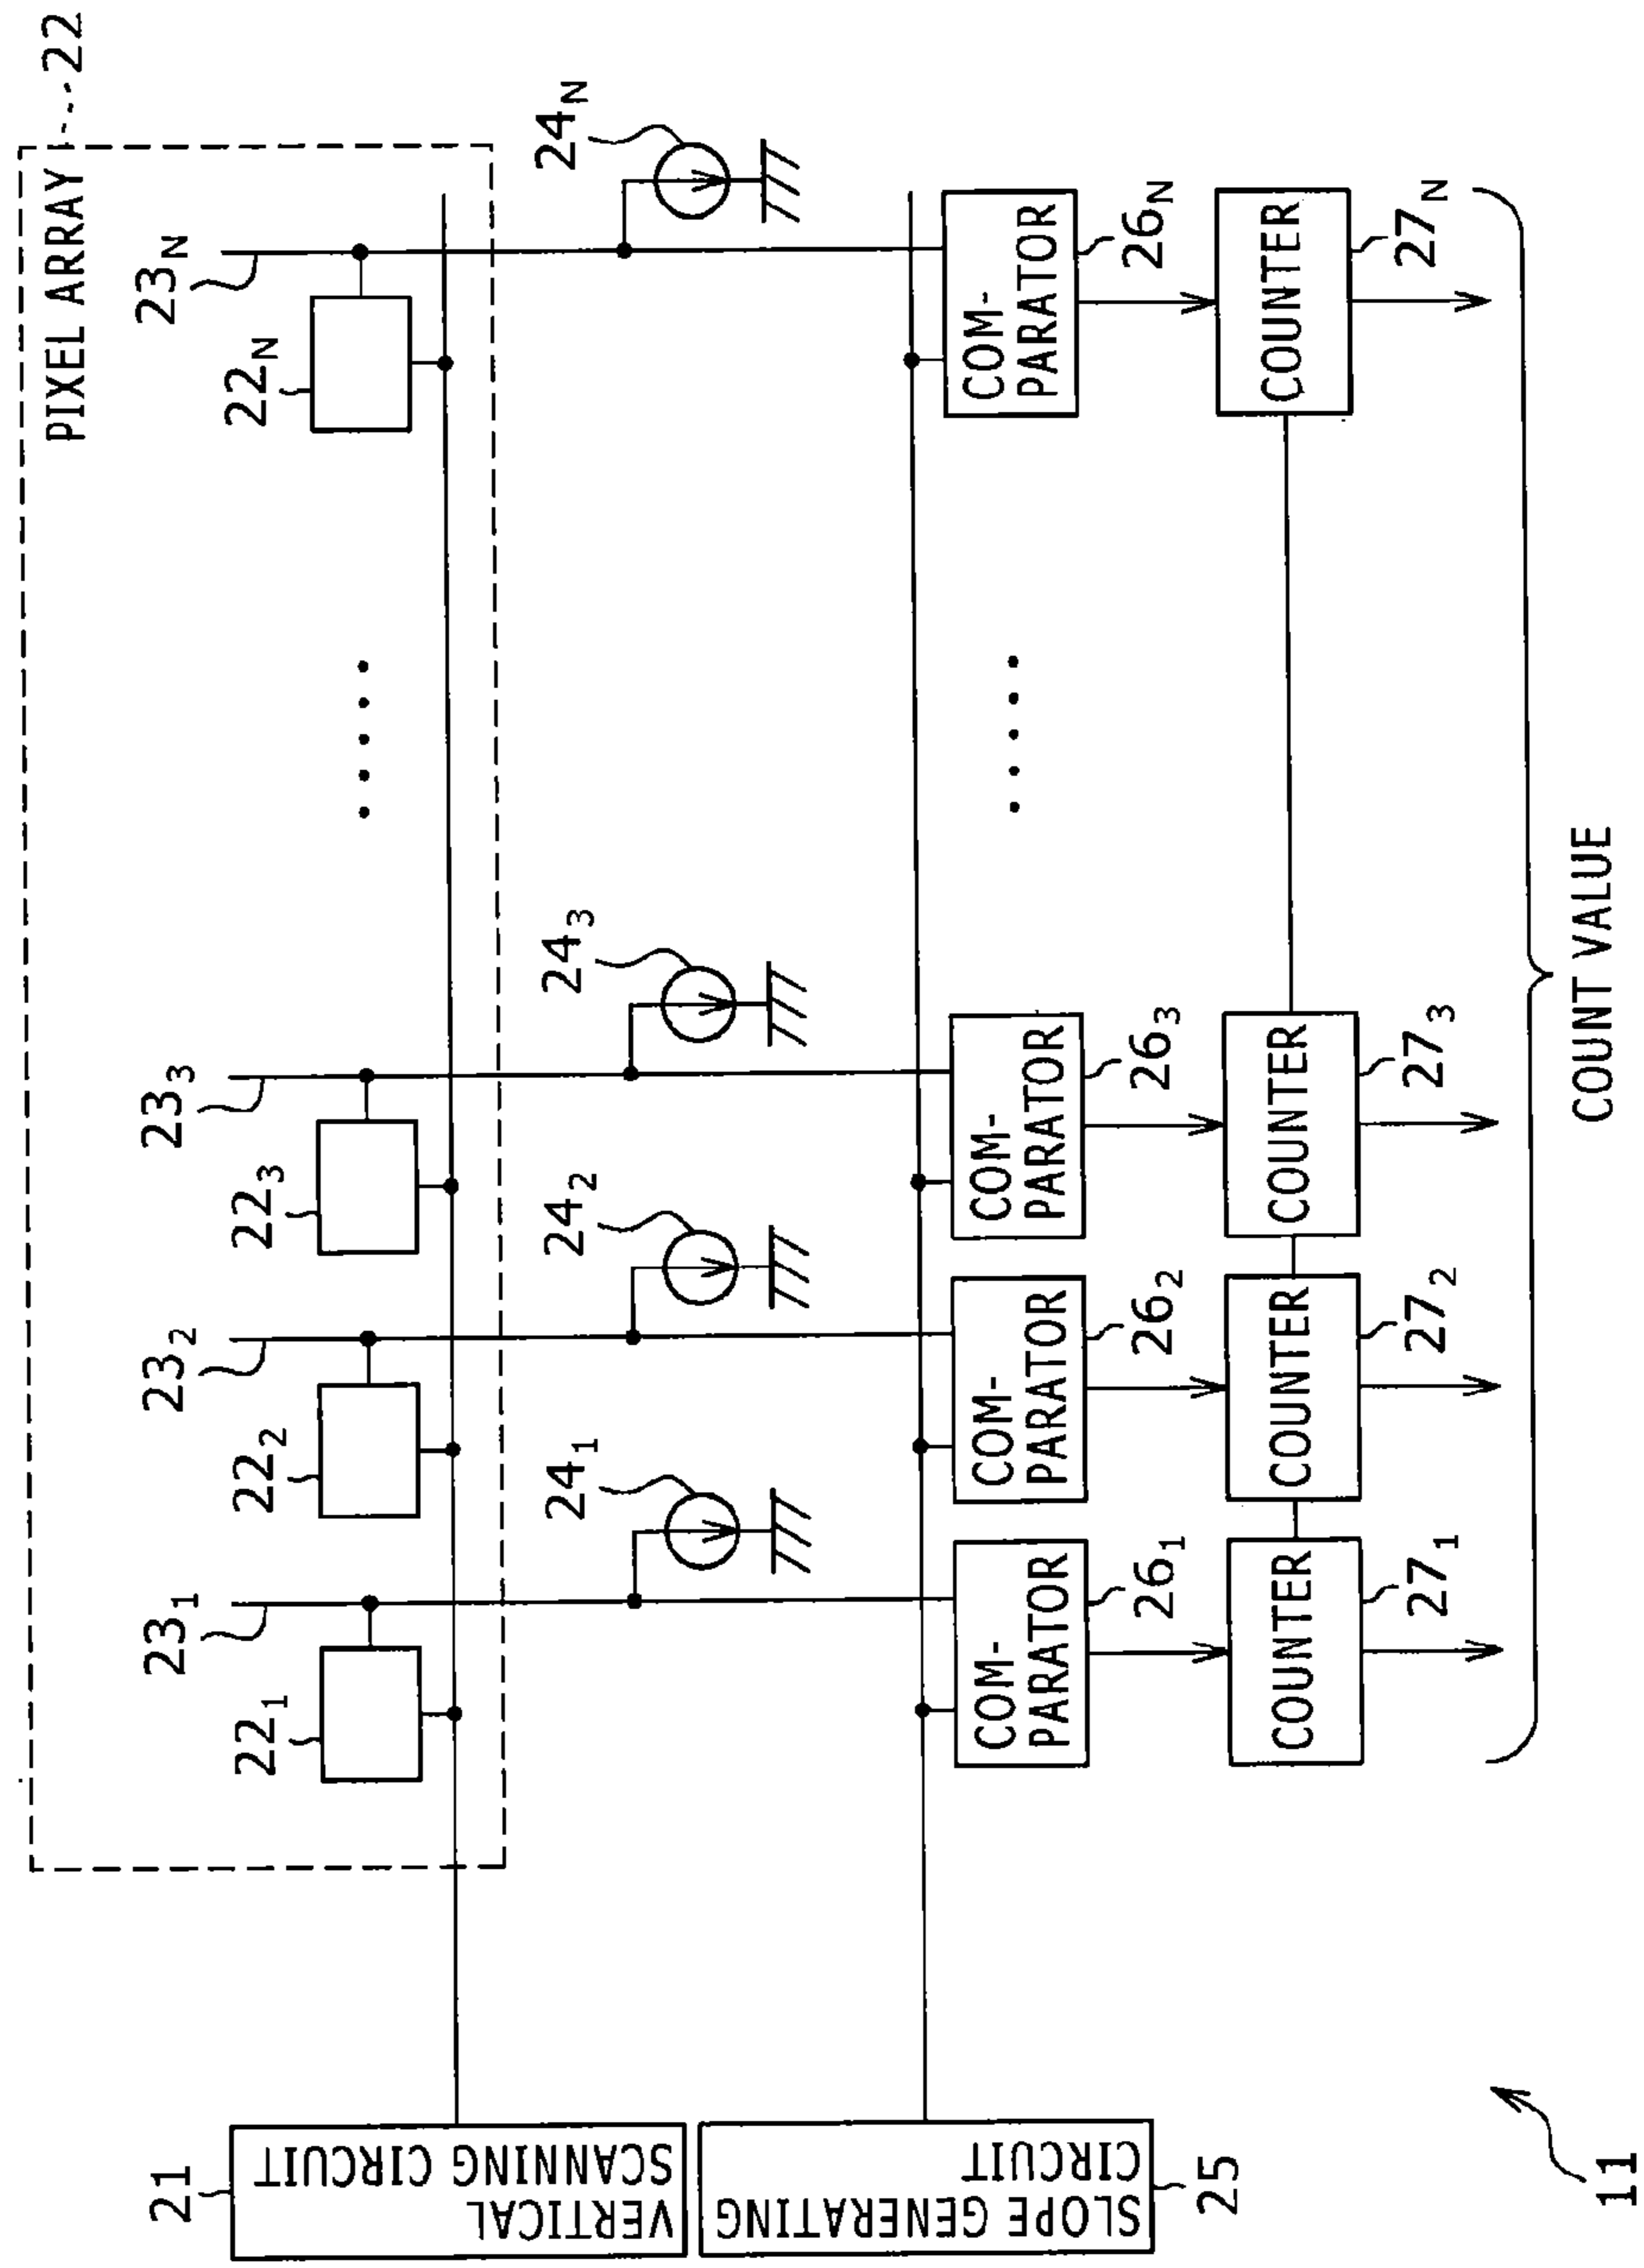 PIXEL ARRAY
22
23₁
23₂
23₃
23N
22₁
22₂
22₃
22N
21
VERTICAL
SCANNING CIRCUIT
24₁
24₂
24₃
24N
SLOPE GENERATING
CIRCUIT
25
COM-
PARATOR
COM-
PARATOR
COM-
PARATOR
COM-
PARATOR
26₁
26₂
26₃
26N
COUNTER
COUNTER
COUNTER
COUNTER
27₁
27₂
27₃
27N
COUNT VALUE
11